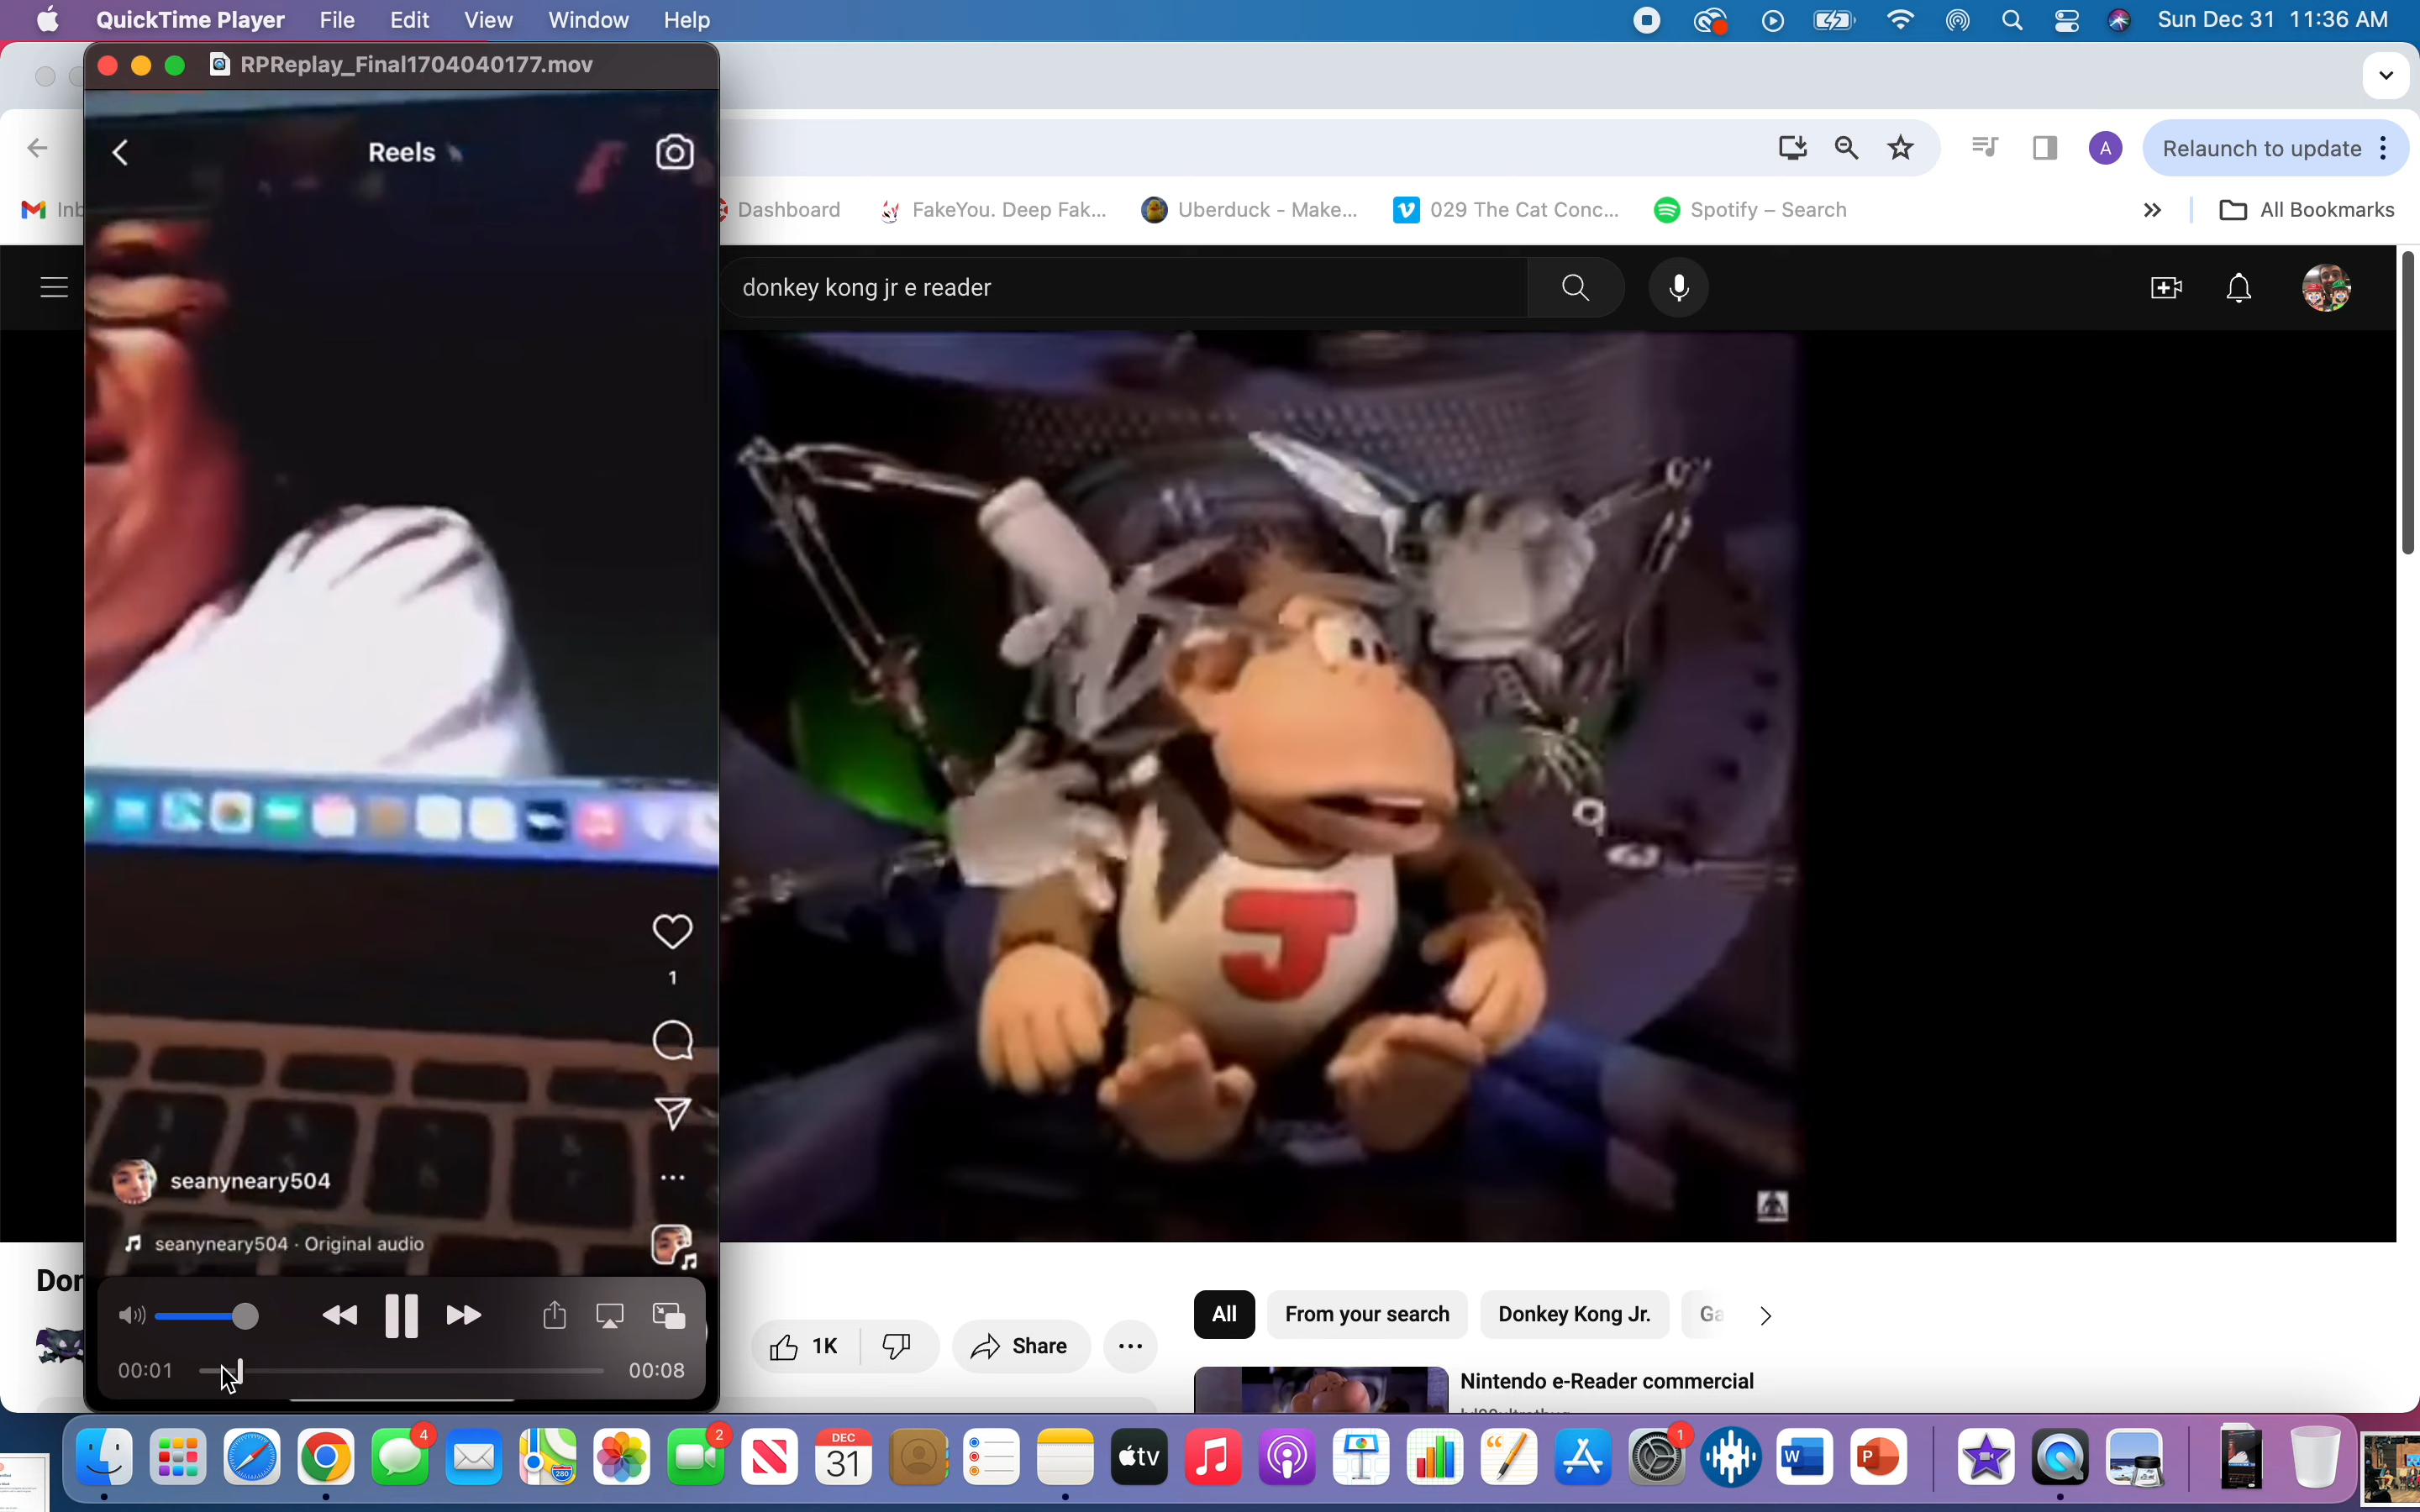 QuickTime Player File Edit View Window Help Sun Dec 31 11:36 AM
RPReplay_Final1704040177.mov
Reels
A Relaunch to update
Dashboard FakeYou. Deep Fak... Uberduck - Make... 029 The Cat Conc... Spotify – Search >> All Bookmarks
donkey kong jr e reader
J
1
seanyneary504
seanyneary504 · Original audio
00:01 00:08
1K Share ...
All From your search Donkey Kong Jr.
Nintendo e-Reader commercial
4 2 DEC 31 280 tv 1 W P